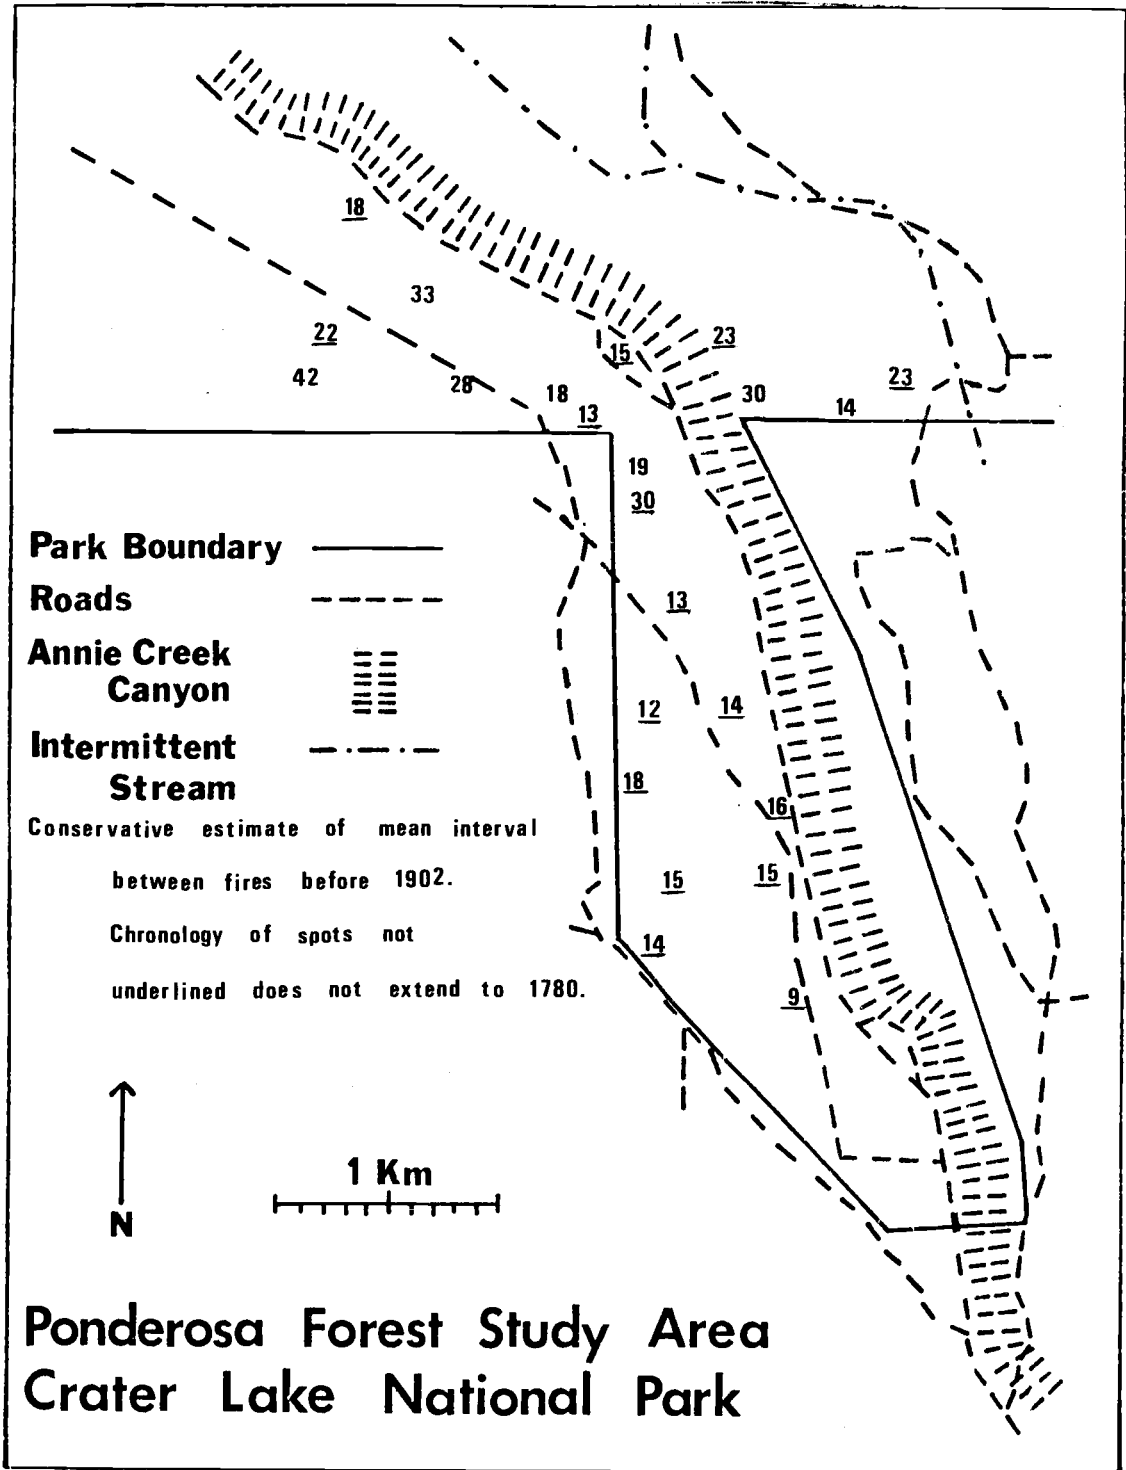 18
33
22
15
23
42
28
18
23
30
14
13
19
30
Park Boundary
Roads
13
Annie Creek
Canyon
12
14
Intermittent
Stream
18
16
Conservative estimate of mean interval
between fires before 1902.
15
15
Chronology of spots not
14
underlined does not extend to 1780.
9
1 Km
N
Ponderosa Forest Study Area
Crater Lake National Park